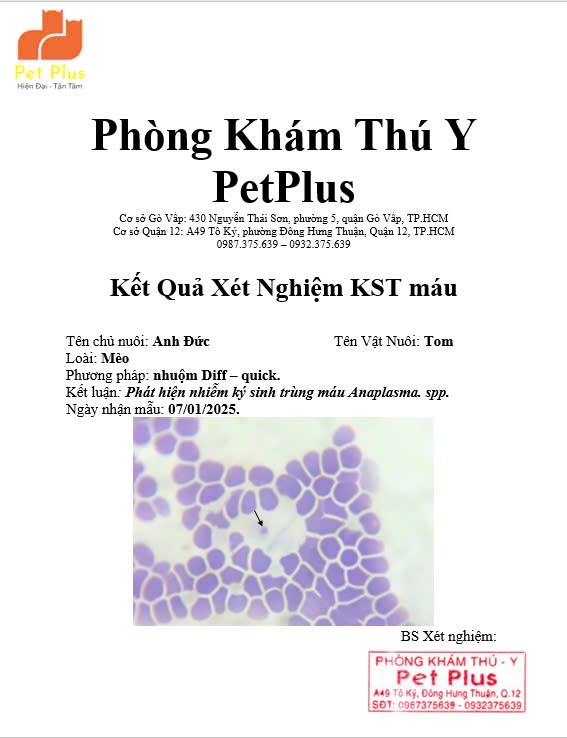 Pet Plus
Hiện Đại - Tận Tâm
Phòng Khám Thú Y
PetPlus
Cơ sở Gò Vấp: 430 Nguyễn Thái Sơn, phường 5, quận Gò Vấp, TP.HCM
Cơ sở Quận 12: A49 Tô Ký, phường Đông Hưng Thuận, Quận 12, TP.HCM
0987.375.639 – 0932.375.639
Kết Quả Xét Nghiệm KST máu
Tên chủ nuôi: Anh Đức Tên Vật Nuôi: Tom
Loài: Mèo
Phương pháp: nhuộm Diff – quick.
Kết luận: Phát hiện nhiễm ký sinh trùng máu Anaplasma. spp.
Ngày nhận mẫu: 07/01/2025.
BS Xét nghiệm:
PHÒNG KHÁM THÚ - Y
Pet Plus
A49 Tô Ký, Đông Hưng Thuận, Q.12
SĐT: 0987375639 - 0932375639